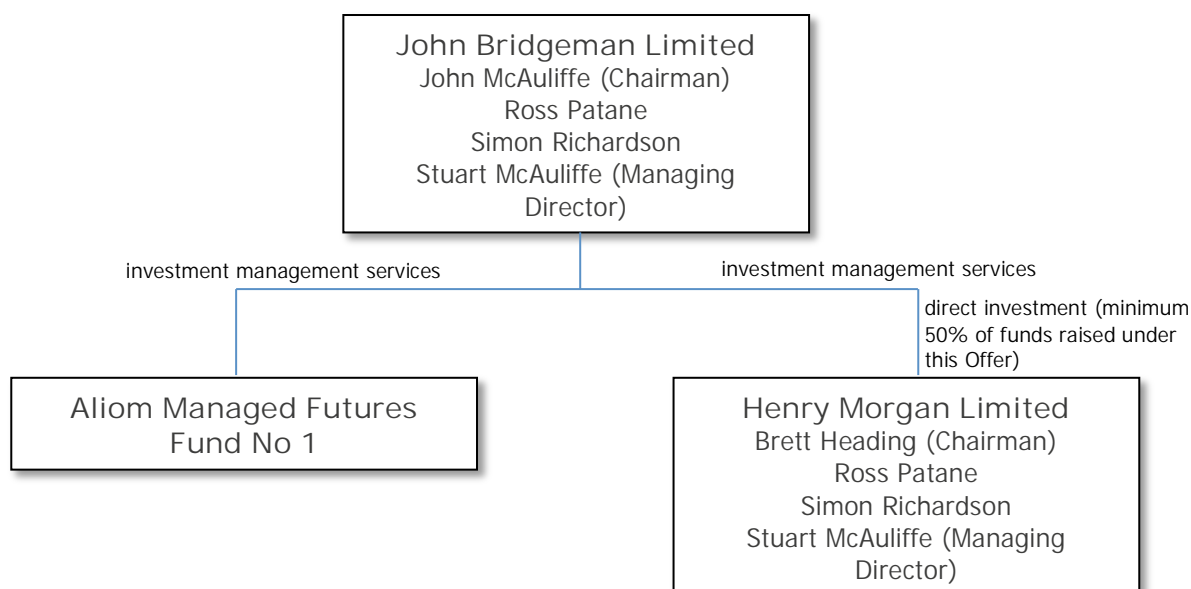 John Bridgeman Limited
John McAuliffe (Chairman)
Ross Patane
Simon Richardson
Stuart McAuliffe (Managing
Director)
investment management services
investment management services
direct investment (minimum
50% of funds raised under
this Offer)
Aliom Managed Futures
Fund No 1
Henry Morgan Limited
Brett Heading (Chairman)
Ross Patane
Simon Richardson
Stuart McAuliffe (Managing
Director)